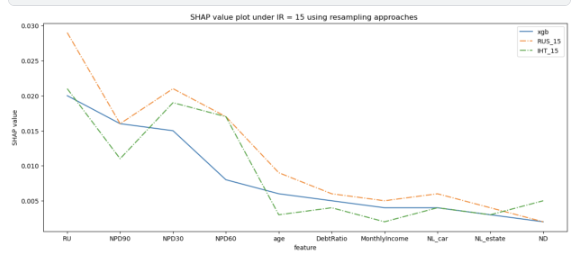 SHAP value plot under IR = 15 using resampling approaches
xgb
RUS_15
IHT_15
SHAP value
0.030
0.025
0.020
0.015
0.010
0.005
RU NPD90 NPD30 NPD60 age DebtRatio MonthlyIncome NL_car NL_estate ND
feature